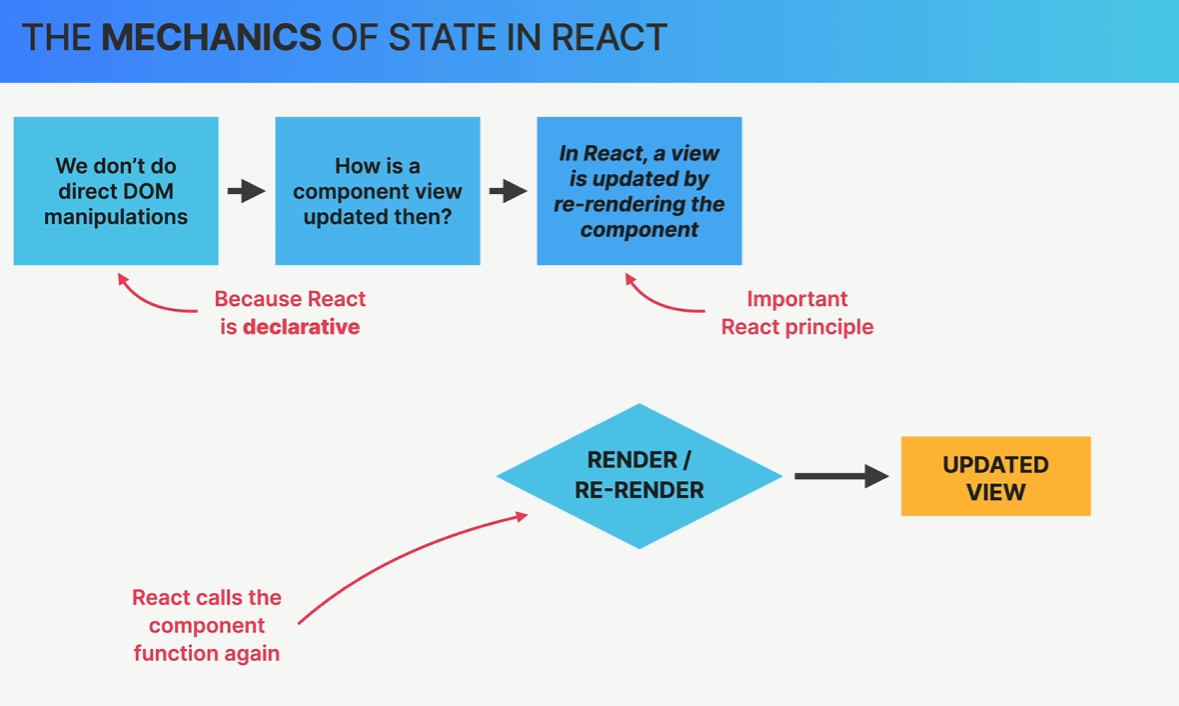 THE MECHANICS OF STATE IN REACT
We don’t do
direct DOM
manipulations
How is a
component view
updated then?
In React, a view
is updated by
re-rendering the
component
Because React
is declarative
Important
React principle
RENDER /
RE-RENDER
UPDATED
VIEW
React calls the
component
function again